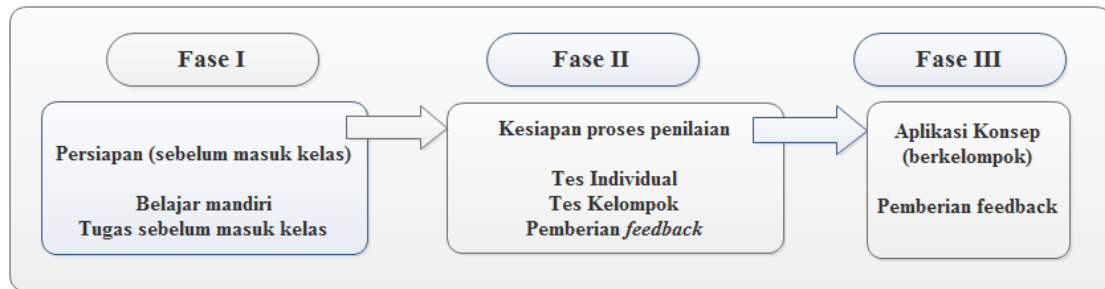 Fase I
Persiapan (sebelum masuk kelas)
Belajar mandiri
Tugas sebelum masuk kelas
Fase II
Kesiapan proses penilaian
Tes Individual
Tes Kelompok
Pemberian feedback
Fase III
Aplikasi Konsep
(berkelompok)
Pemberian feedback